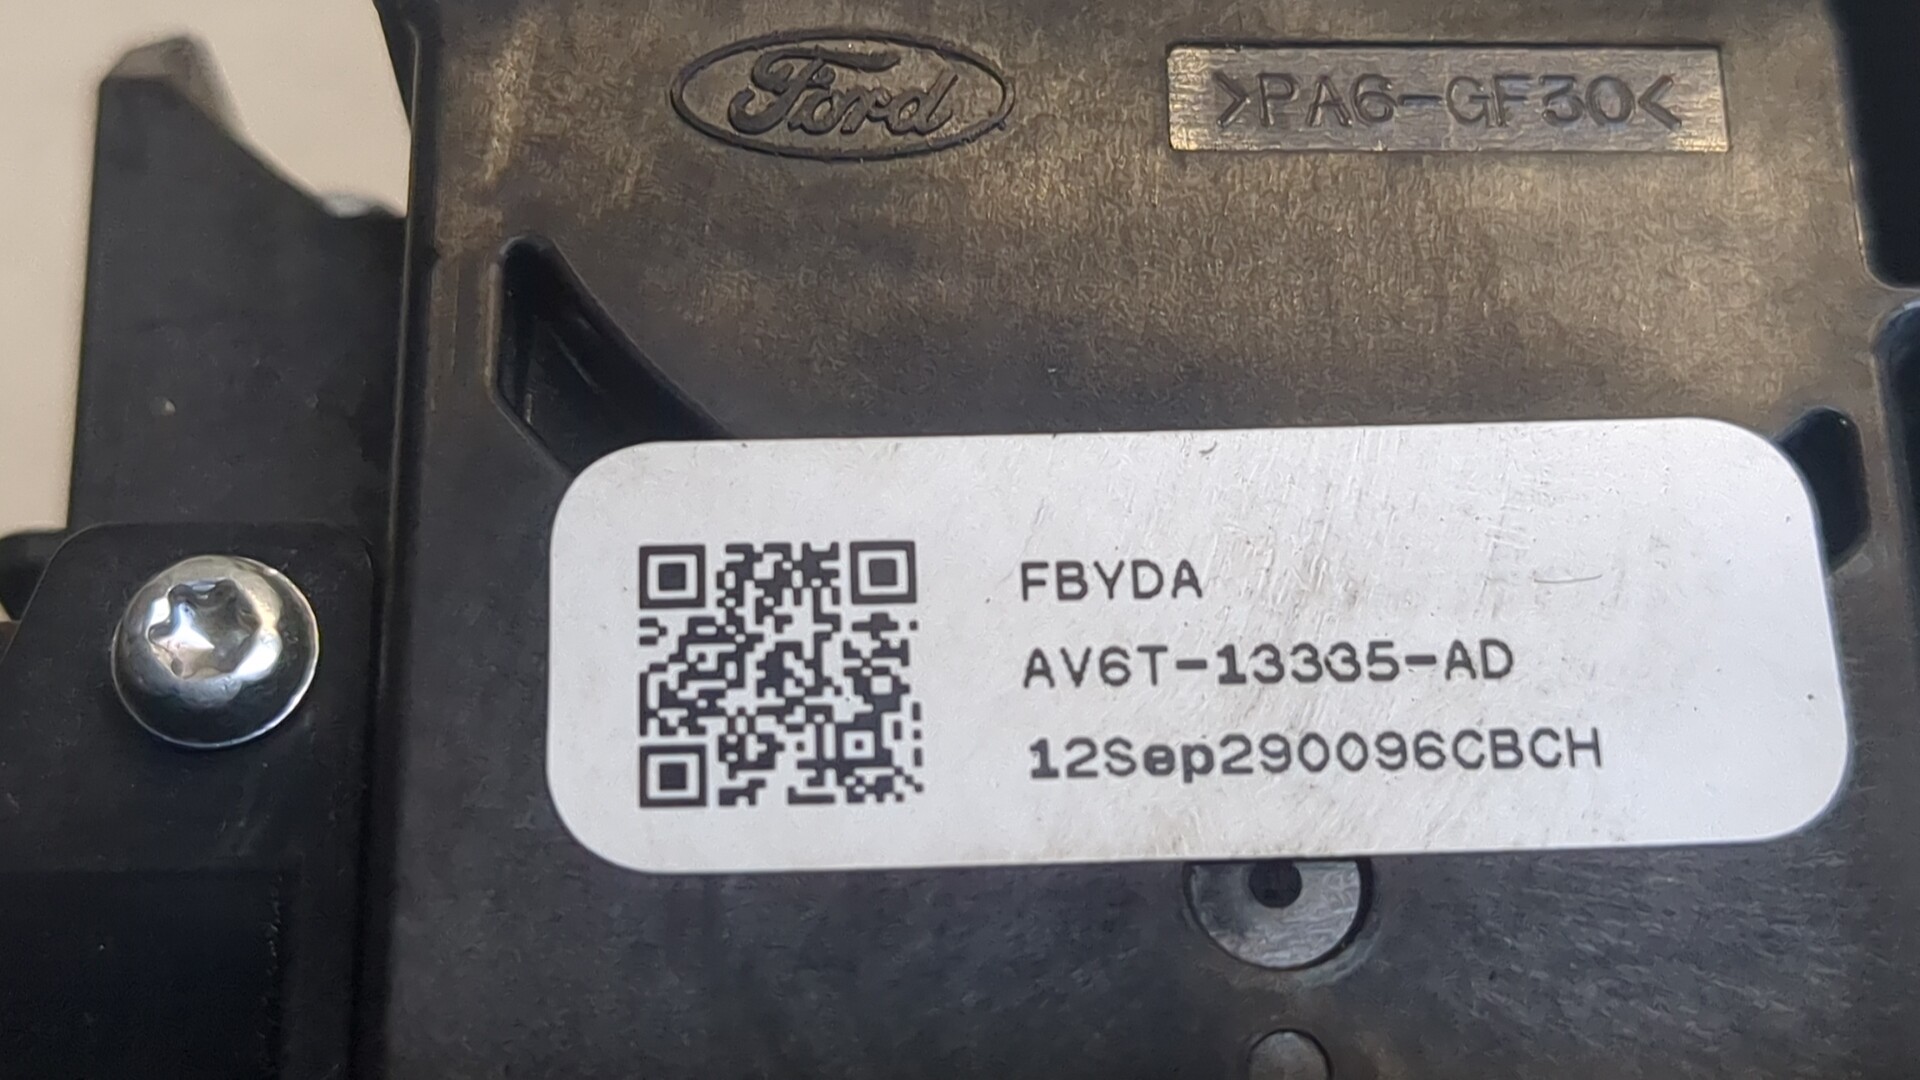 Ford
>PA6-GF30<
FBYDA
AV6T-13335-AD
12Sep290096CBCH